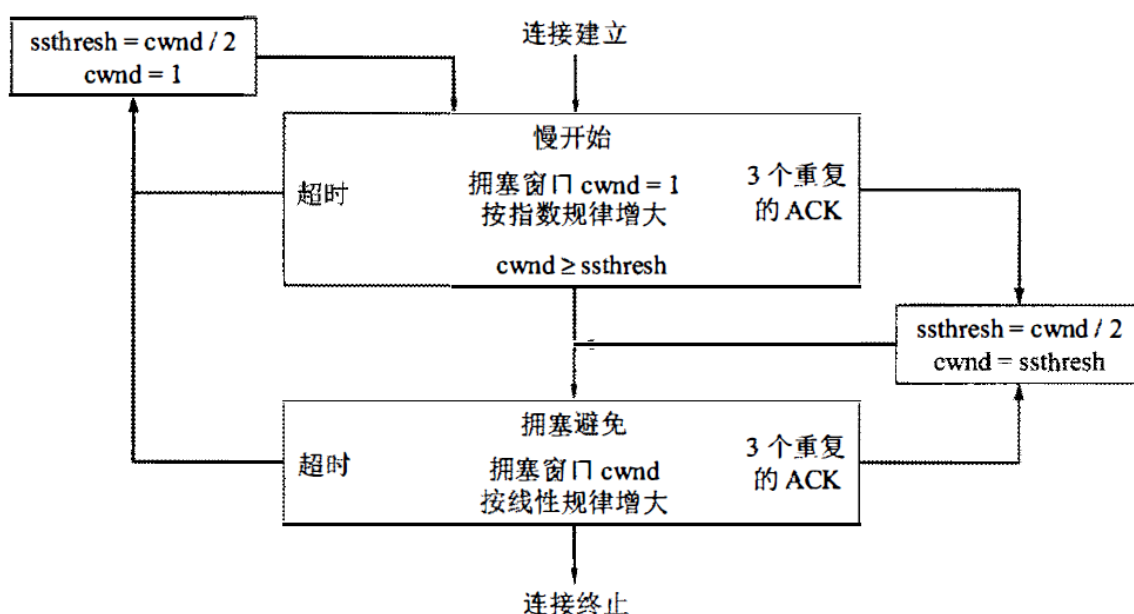 连接建立
ssthresh = cwnd / 2
cwnd = 1
慢开始
超时
拥塞窗口 cwnd = 1
按指数规律增大
3 个重复
的 ACK
cwnd ≥ ssthresh
ssthresh = cwnd / 2
cwnd = ssthresh
拥塞避免
超时
拥塞窗口 cwnd
按线性规律增大
3 个重复
的 ACK
连接终止